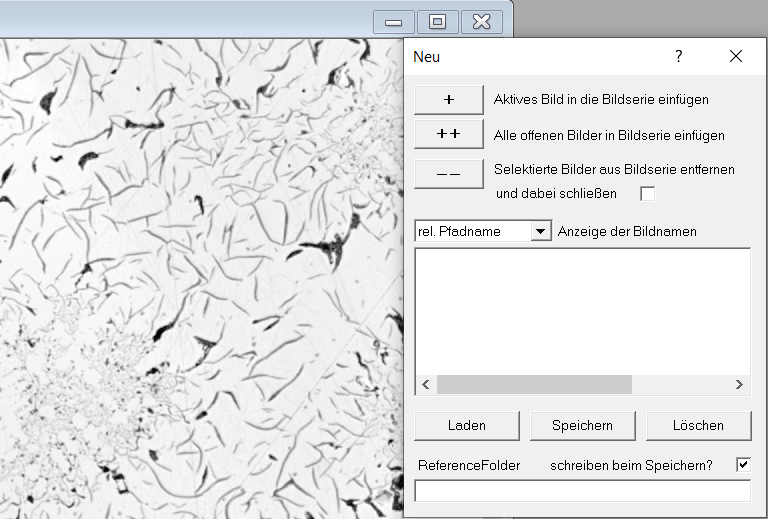 Neu
?
+
Aktives Bild in die Bildserie einfügen
++
Alle offenen Bilder in Bildserie einfügen
--
Selektierte Bilder aus Bildserie entfernen
und dabei schließen
rel. Pfadname
Anzeige der Bildnamen
Laden Speichern Löschen
ReferenceFolder schreiben beim Speichern?